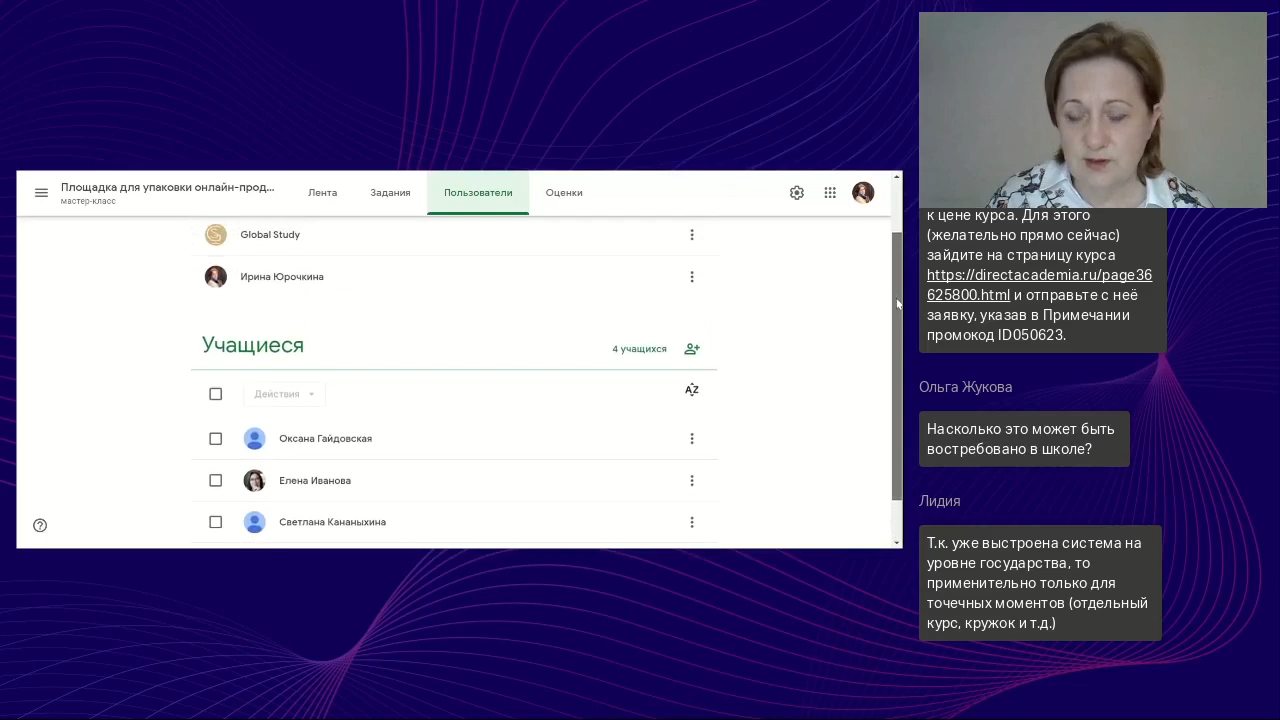 Площадка для упаковки онлайн-прод...
мастер-класс
Лента
Задания
Пользователи
Оценки
Global Study
Ирина Юрочкина
Учащиеся
4 учащихся
Действия
AZ
Оксана Гайдовская
Елена Иванова
Светлана Кананыхина
к цене курса. Для этого
(желательно прямо сейчас)
зайдите на страницу курса
https://directacademia.ru/page36
625800.html и отправьте с неё
заявку, указав в Примечании
промокод ID050623.
Ольга Жукова
Насколько это может быть
востребовано в школе?
Лидия
Т.к. уже выстроена система на
уровне государства, то
применительно только для
точечных моментов (отдельный
курс, кружок и т.д.)